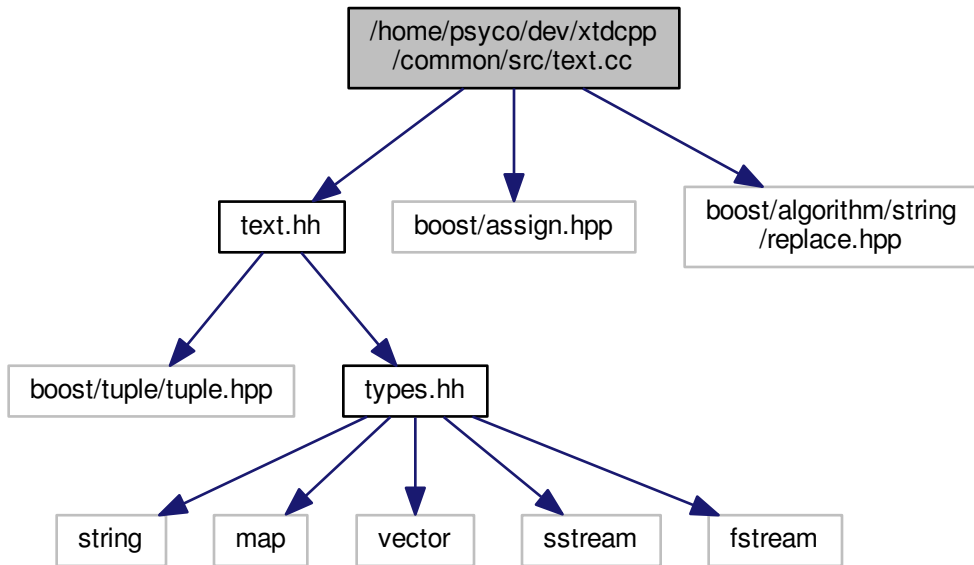 /home/psyco/dev/xtdcpp
/common/src/text.cc
text.hh
boost/assign.hpp
boost/algorithm/string
/replace.hpp
boost/tuple/tuple.hpp
types.hh
string
map
vector
sstream
fstream